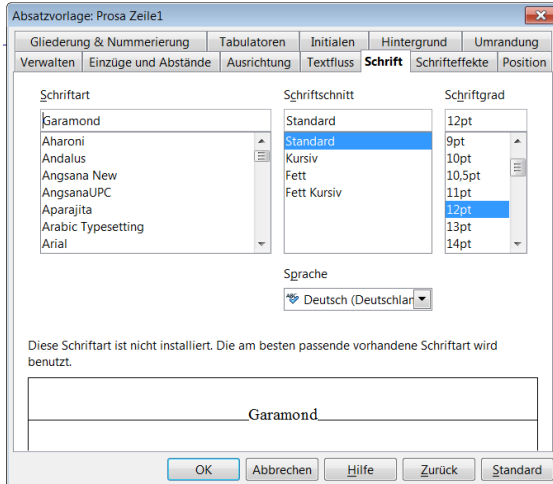 Absatzvorlage: Prosa Zeile1
Gliederung & Nummerierung Tabulatoren Initialen Hintergrund Umrandung
Verwalten Einzüge und Abstände Ausrichtung Textfluss Schrift Schrifteffekte Position
Schriftart Schriftschnitt Schriftgrad
Garamond Standard 12pt
Aharoni Standard 9pt
Andalus Kursiv 10pt
Angsana New Fett 10,5pt
AngsanaUPC Fett Kursiv 11pt
Aparajita 12pt
Arabic Typesetting 13pt
Arial 14pt
Sprache
ABC Deutsch (Deutschlan
Diese Schriftart ist nicht installiert. Die am besten passende vorhandene Schriftart wird
benutzt.
Garamond
OK Abbrechen Hilfe Zurück Standard